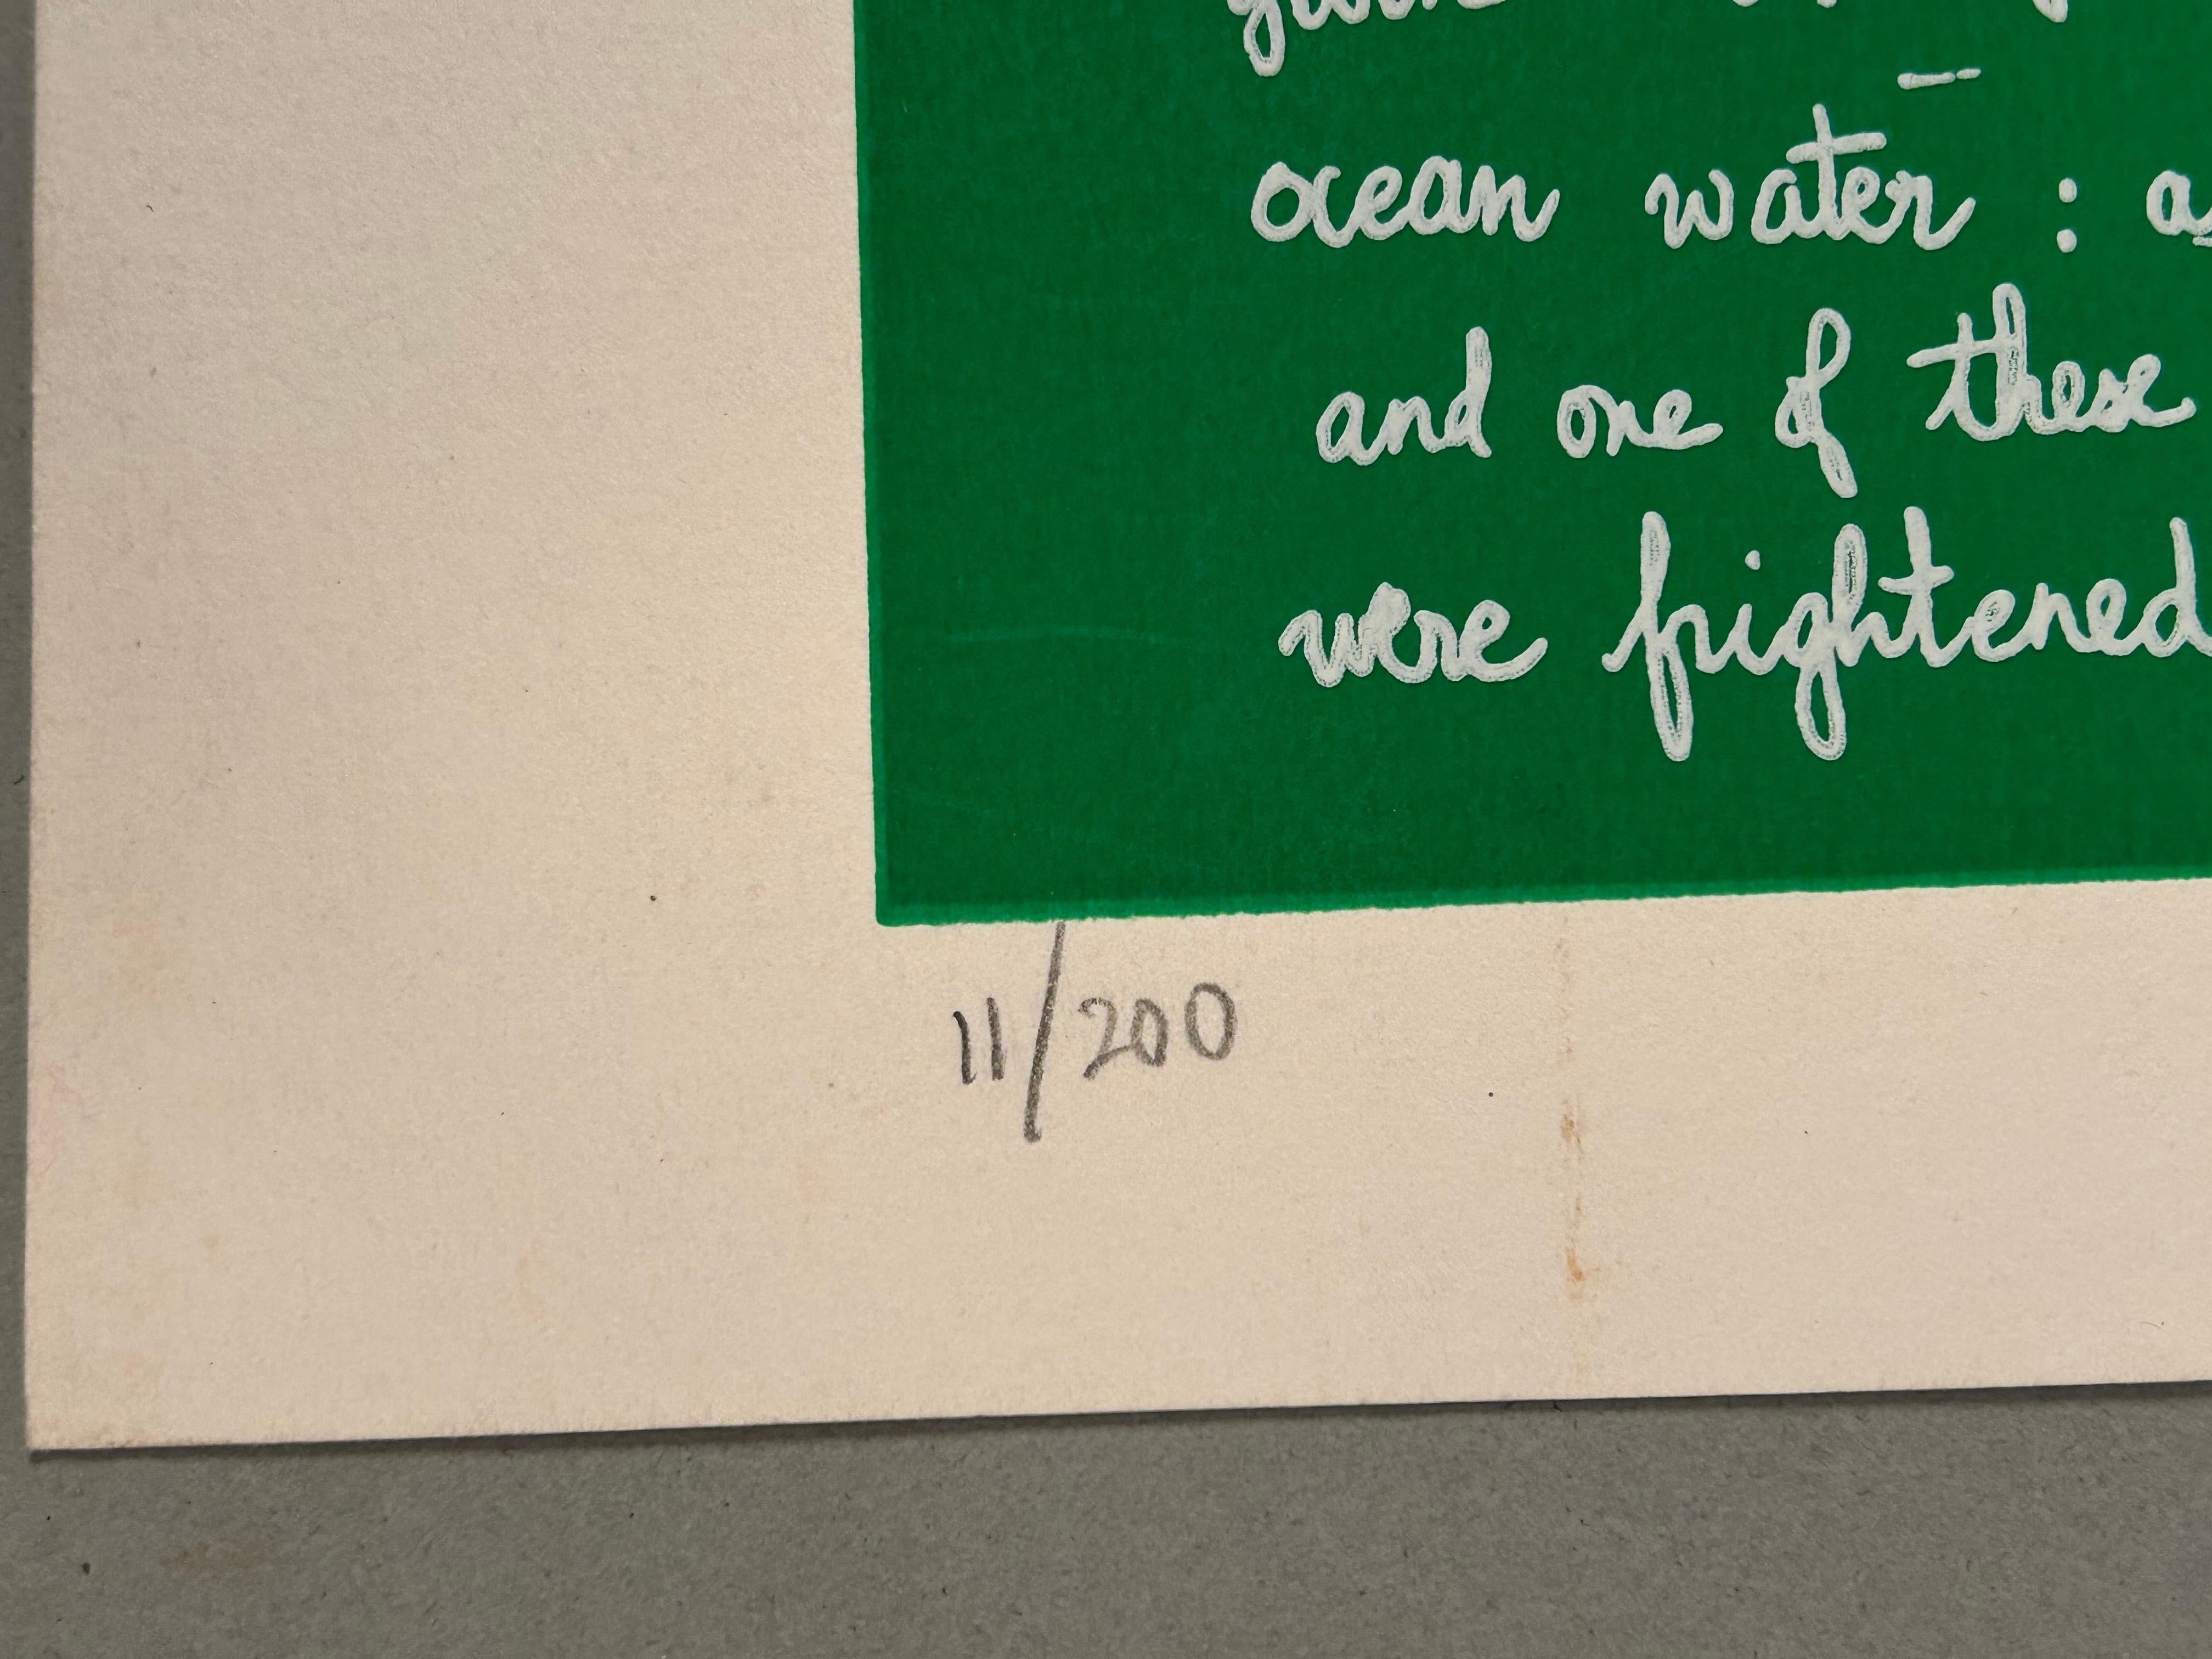 ocean water :
and one of these
were frightened
11/200